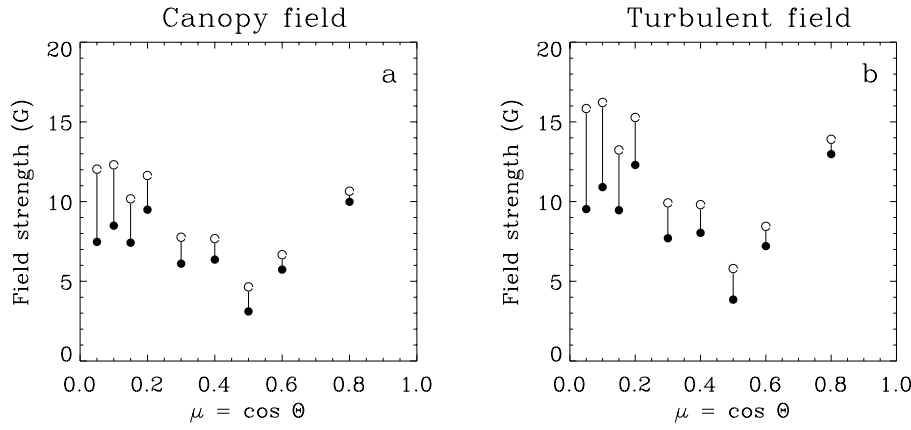 Canopy field
Turbulent field
a
b
Field strength (G)
20
15
10
5
0
0.0 0.2 0.4 0.6 0.8 1.0
μ = cos Θ
Field strength (G)
20
15
10
5
0
0.0 0.2 0.4 0.6 0.8 1.0
μ = cos Θ